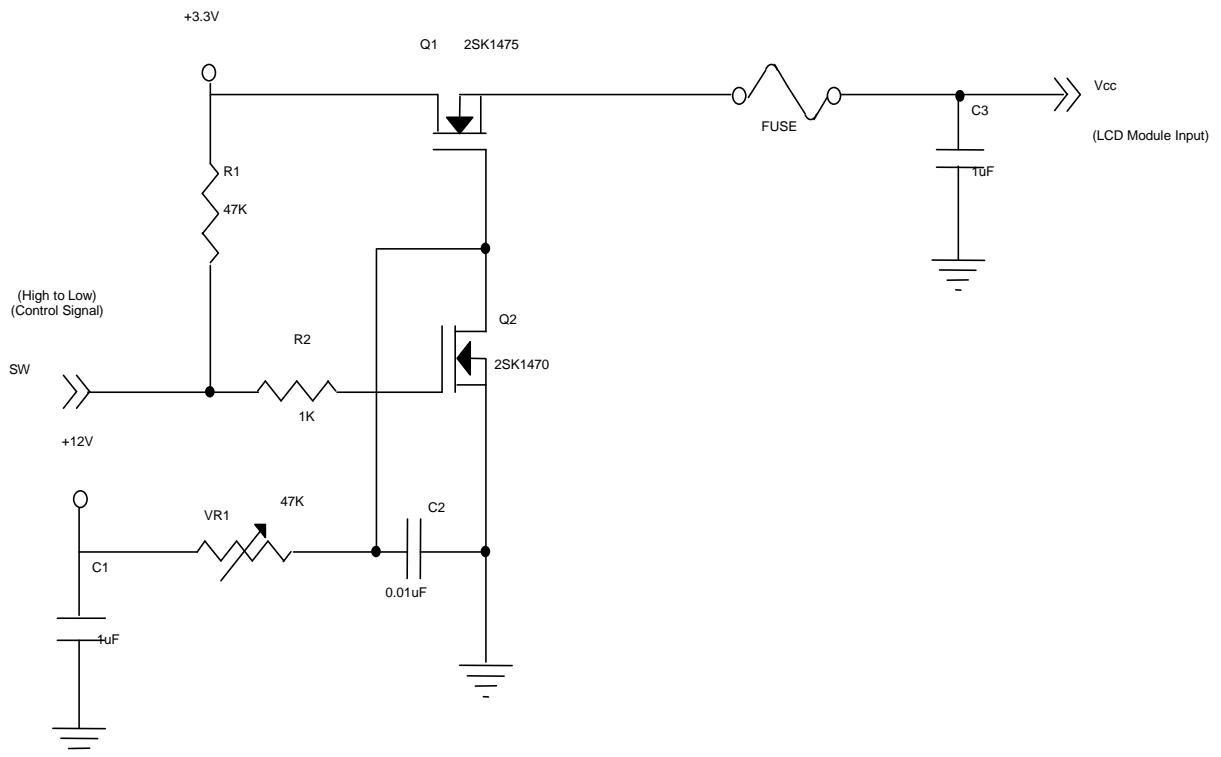 +3.3V
Q1 2SK1475
Vcc
C3
FUSE
(LCD Module Input)
R1
1uF
47K
(High to Low)
(Control Signal)
Q2
R2
2SK1470
SW
1K
+12V
47K
C2
VR1
C1
0.01uF
1uF